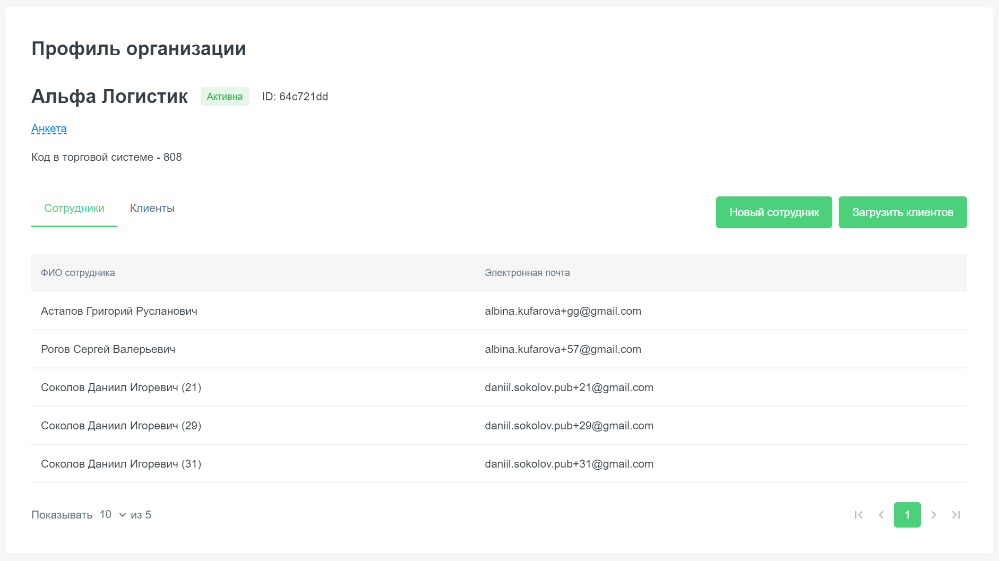 Профиль организации
Альфа Логистик Активна ID: 64c721dd
Анкета
Код в торговой системе - 808
Сотрудники Клиенты Новый сотрудник Загрузить клиентов
ФИО сотрудника Электронная почта
Астапов Григорий Русланович albina.kufarova+gg@gmail.com
Рогов Сергей Валерьевич albina.kufarova+57@gmail.com
Соколов Даниил Игоревич (21) daniil.sokolov.pub+21@gmail.com
Соколов Даниил Игоревич (29) daniil.sokolov.pub+29@gmail.com
Соколов Даниил Игоревич (31) daniil.sokolov.pub+31@gmail.com
Показывать 10 из 5 1